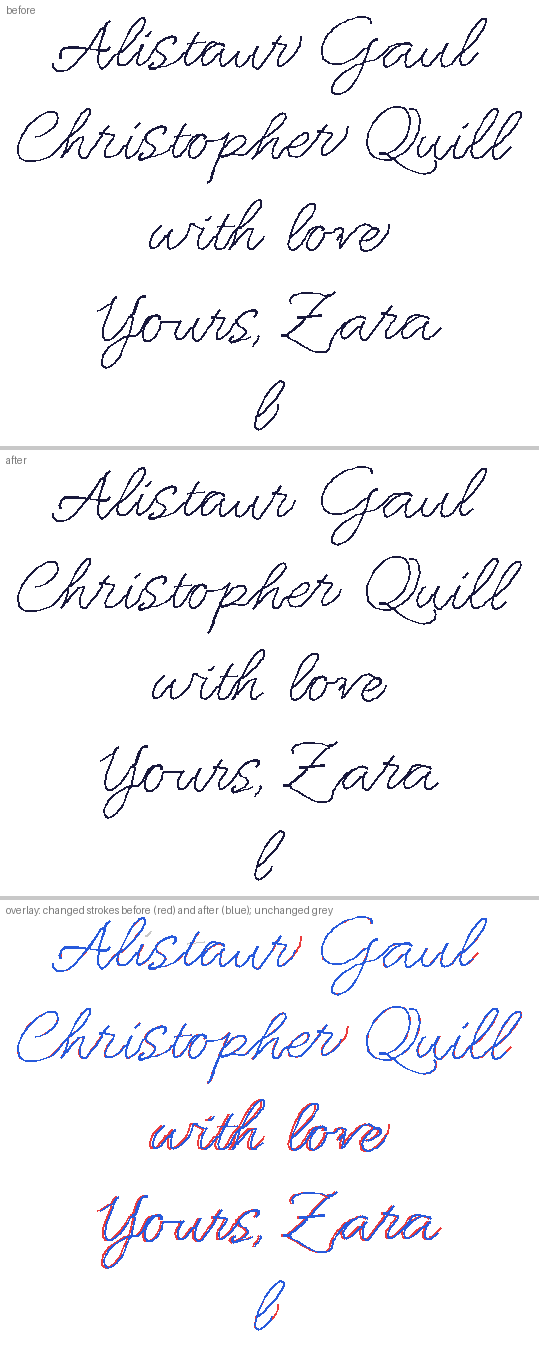 before
Alistaur Gaul
Christopher Quill
with love
Yours, Zara
l
after
Alistaur Gaul
Christopher Quill
with love
Yours, Zara
l
overlay: changed strokes before (red) and after (blue); unchanged grey
Alistaur Gaul
Christopher Quill
with love
Yours, Zara
l